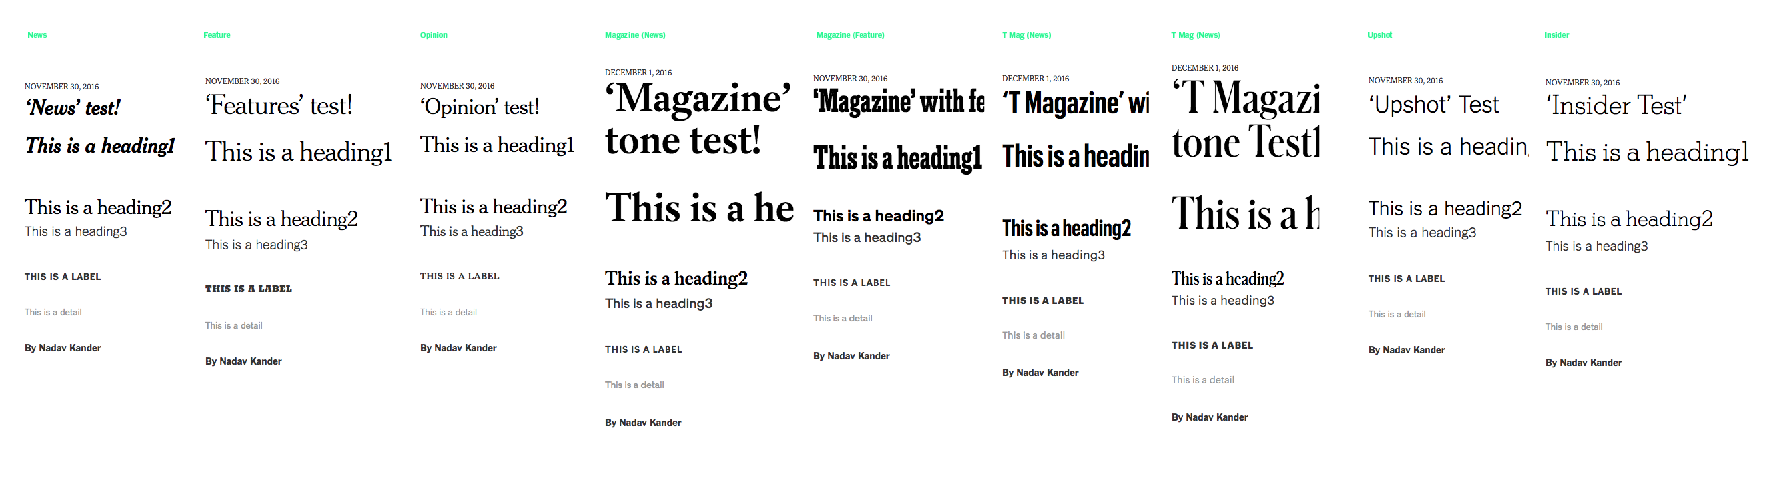 News
NOVEMBER 30, 2016
‘News’ test!
This is a heading1
This is a heading2
This is a heading3
THIS IS A LABEL
This is a detail
By Nadav Kander
Feature
NOVEMBER 30, 2016
‘Features’ test!
This is a heading1
This is a heading2
This is a heading3
THIS IS A LABEL
This is a detail
By Nadav Kander
Opinion
NOVEMBER 30, 2016
‘Opinion’ test!
This is a heading1
This is a heading2
This is a heading3
THIS IS A LABEL
This is a detail
By Nadav Kander
Magazine (News)
DECEMBER 1, 2016
‘Magazine’
tone test!
This is a he
This is a heading2
This is a heading3
THIS IS A LABEL
This is a detail
By Nadav Kander
Magazine (Feature)
NOVEMBER 30, 2016
‘Magazine’ with fe
This is a heading1
This is a heading2
This is a heading3
THIS IS A LABEL
This is a detail
By Nadav Kander
T Mag (News)
DECEMBER 1, 2016
‘T Magazine’ wi
This is a headin
This is a heading2
This is a heading3
THIS IS A LABEL
This is a detail
By Nadav Kander
T Mag (News)
DECEMBER 1, 2016
‘T Magazi
tone Test!
This is a h
This is a heading2
This is a heading3
THIS IS A LABEL
This is a detail
By Nadav Kander
Upshot
NOVEMBER 30, 2016
‘Upshot’ Test
This is a headin
This is a heading2
This is a heading3
THIS IS A LABEL
This is a detail
By Nadav Kander
Insider
NOVEMBER 30, 2016
‘Insider Test’
This is a heading1
This is a heading2
This is a heading3
THIS IS A LABEL
This is a detail
By Nadav Kander